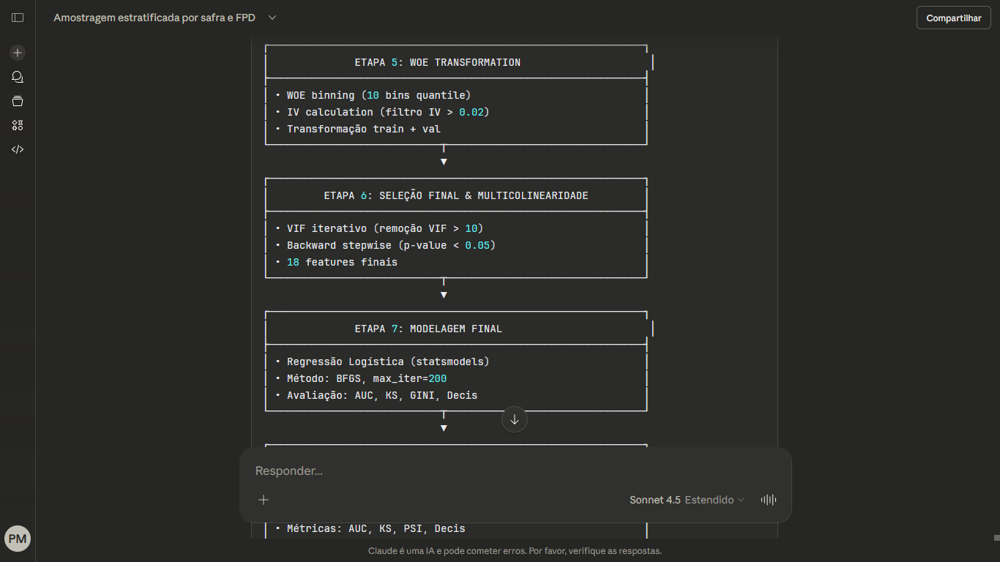 Amostragem estratificada por safra e FPD
Compartilhar
ETAPA 5: WOE TRANSFORMATION
• WOE binning (10 bins quantile)
• IV calculation (filtro IV > 0.02)
• Transformação train + val
ETAPA 6: SELEÇÃO FINAL & MULTICOLINEARIDADE
• VIF iterativo (remoção VIF > 10)
• Backward stepwise (p-value < 0.05)
• 18 features finais
ETAPA 7: MODELAGEM FINAL
• Regressão Logística (statsmodels)
• Método: BFGS, max_iter=200
• Avaliação: AUC, KS, GINI, Decis
Responder...
Sonnet 4.5 Estendido
• Métricas: AUC, KS, PSI, Decis
PM
Claude é uma IA e pode cometer erros. Por favor, verifique as respostas.